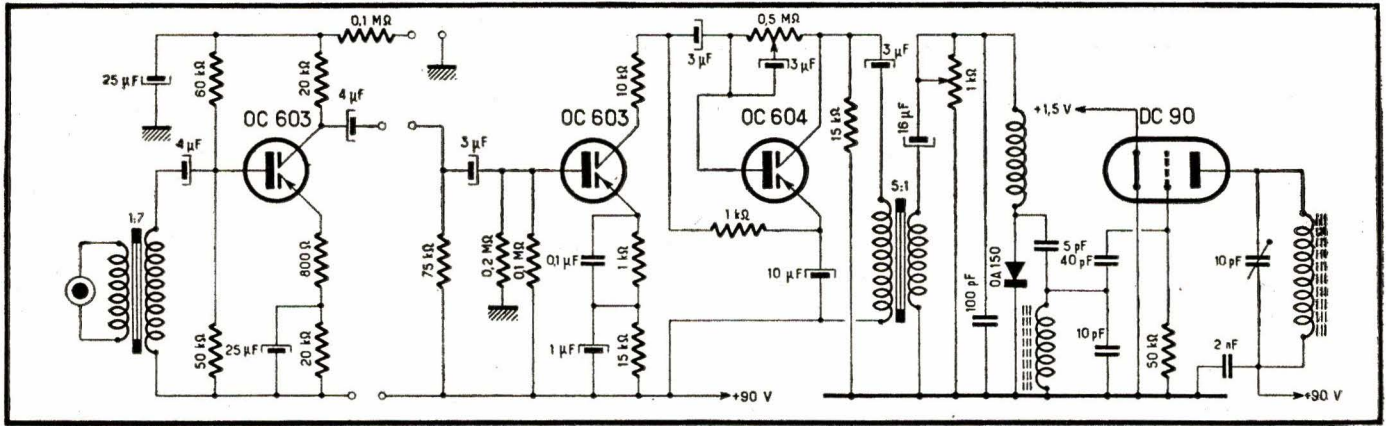 0,1 MΩ
25 µF
60 kΩ
20 kΩ
4 µF
OC 603
4 µF
1:7
800 Ω
50 kΩ
25 µF
20 kΩ
3 µF
75 kΩ
0,2 MΩ
0,1 MΩ
10 kΩ
OC 603
0,1 µF
1 kΩ
1 µF
15 kΩ
+90 V
3 µF
0,5 MΩ
3 µF
OC 604
1 kΩ
10 µF
15 kΩ
3 µF
5:1
16 µF
1 kΩ
100 pF
OA 150
+1,5 V
DC 90
5 pF
40 pF
10 pF
50 kΩ
2 nF
10 pF
+90 V